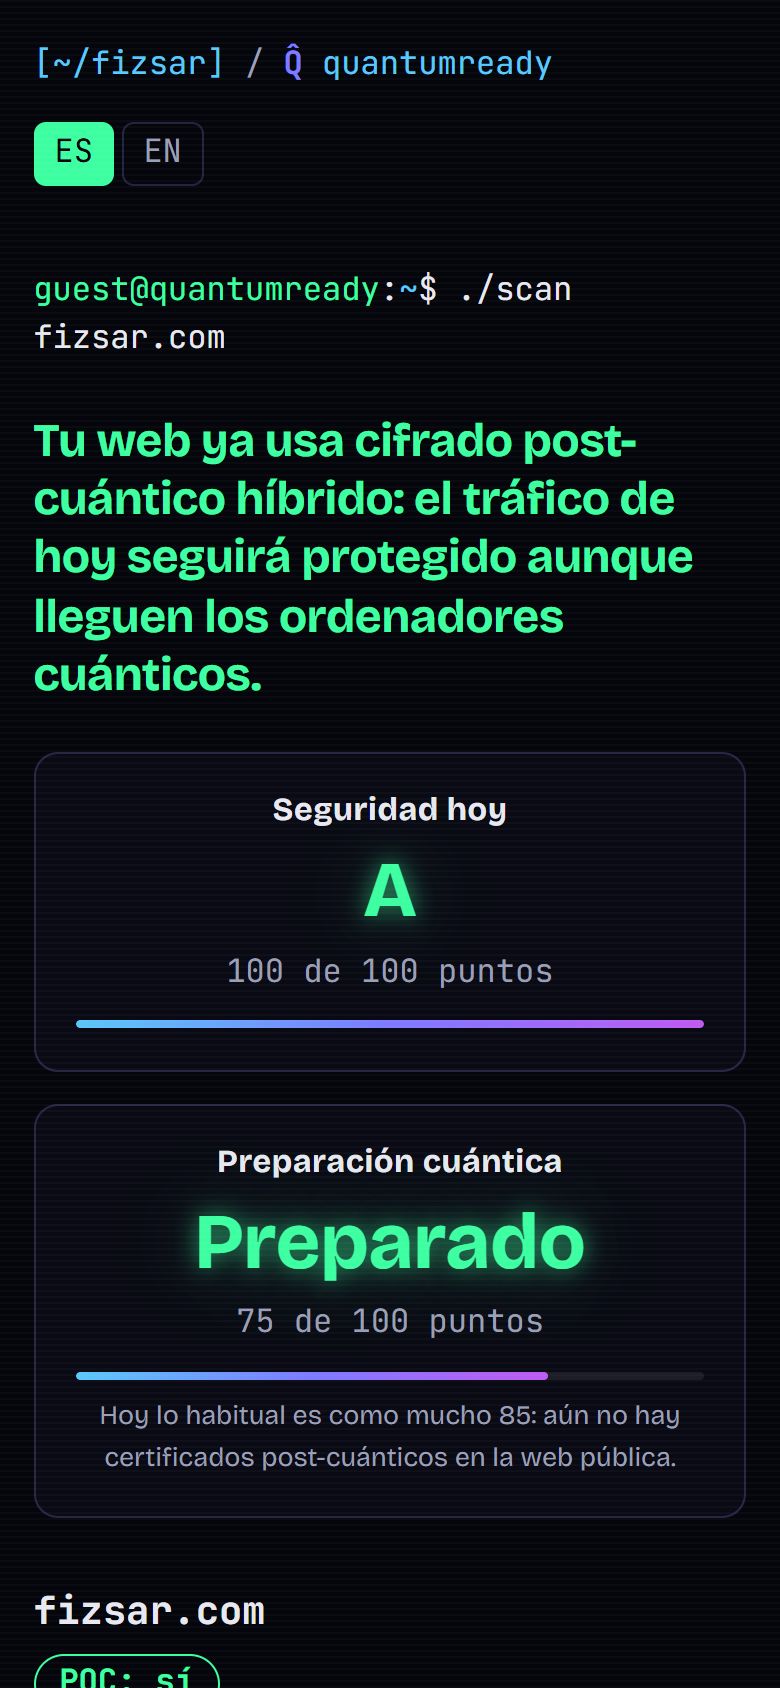 [~/fizsar] / Q̂ quantumready
ES EN
guest@quantumready:~$ ./scan
fizsar.com
Tu web ya usa cifrado post-
cuántico híbrido: el tráfico de
hoy seguirá protegido aunque
lleguen los ordenadores
cuánticos.
Seguridad hoy
A
100 de 100 puntos
Preparación cuántica
Preparado
75 de 100 puntos
Hoy lo habitual es como mucho 85: aún no hay
certificados post-cuánticos en la web pública.
fizsar.com
PQC: sí